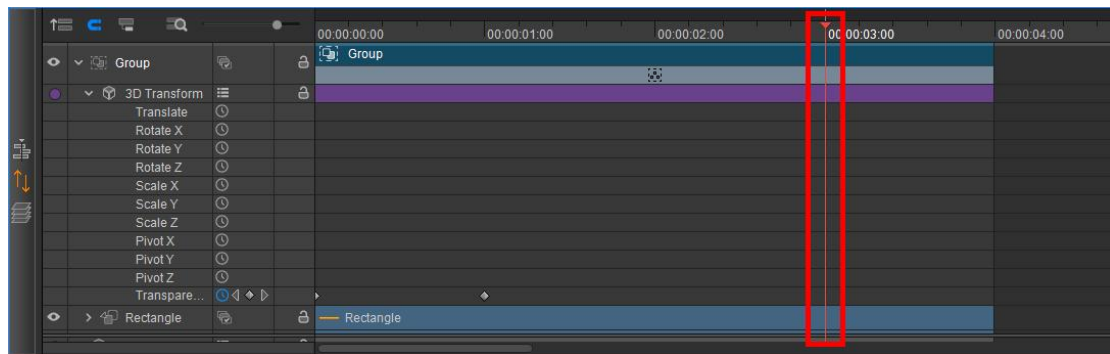 00:00:00:00 00:00:01:00 00:00:02:00 00:00:03:00 00:00:04:00
Group Group
3D Transform
Translate
Rotate X
Rotate Y
Rotate Z
Scale X
Scale Y
Scale Z
Pivot X
Pivot Y
Pivot Z
Transpare...
Rectangle Rectangle